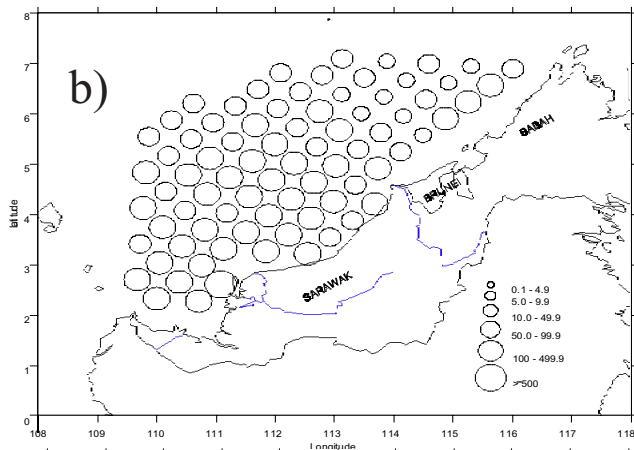 b)
8
7
6
5
4
3
2
1
0
latitude
SABAH
BRUNEI
SARAWAK
0.1 - 4.9
5.0 - 9.9
10.0 - 49.9
50.0 - 99.9
100 - 499.9
>500
108 109 110 111 112 113 114 115 116 117 118
Longitude